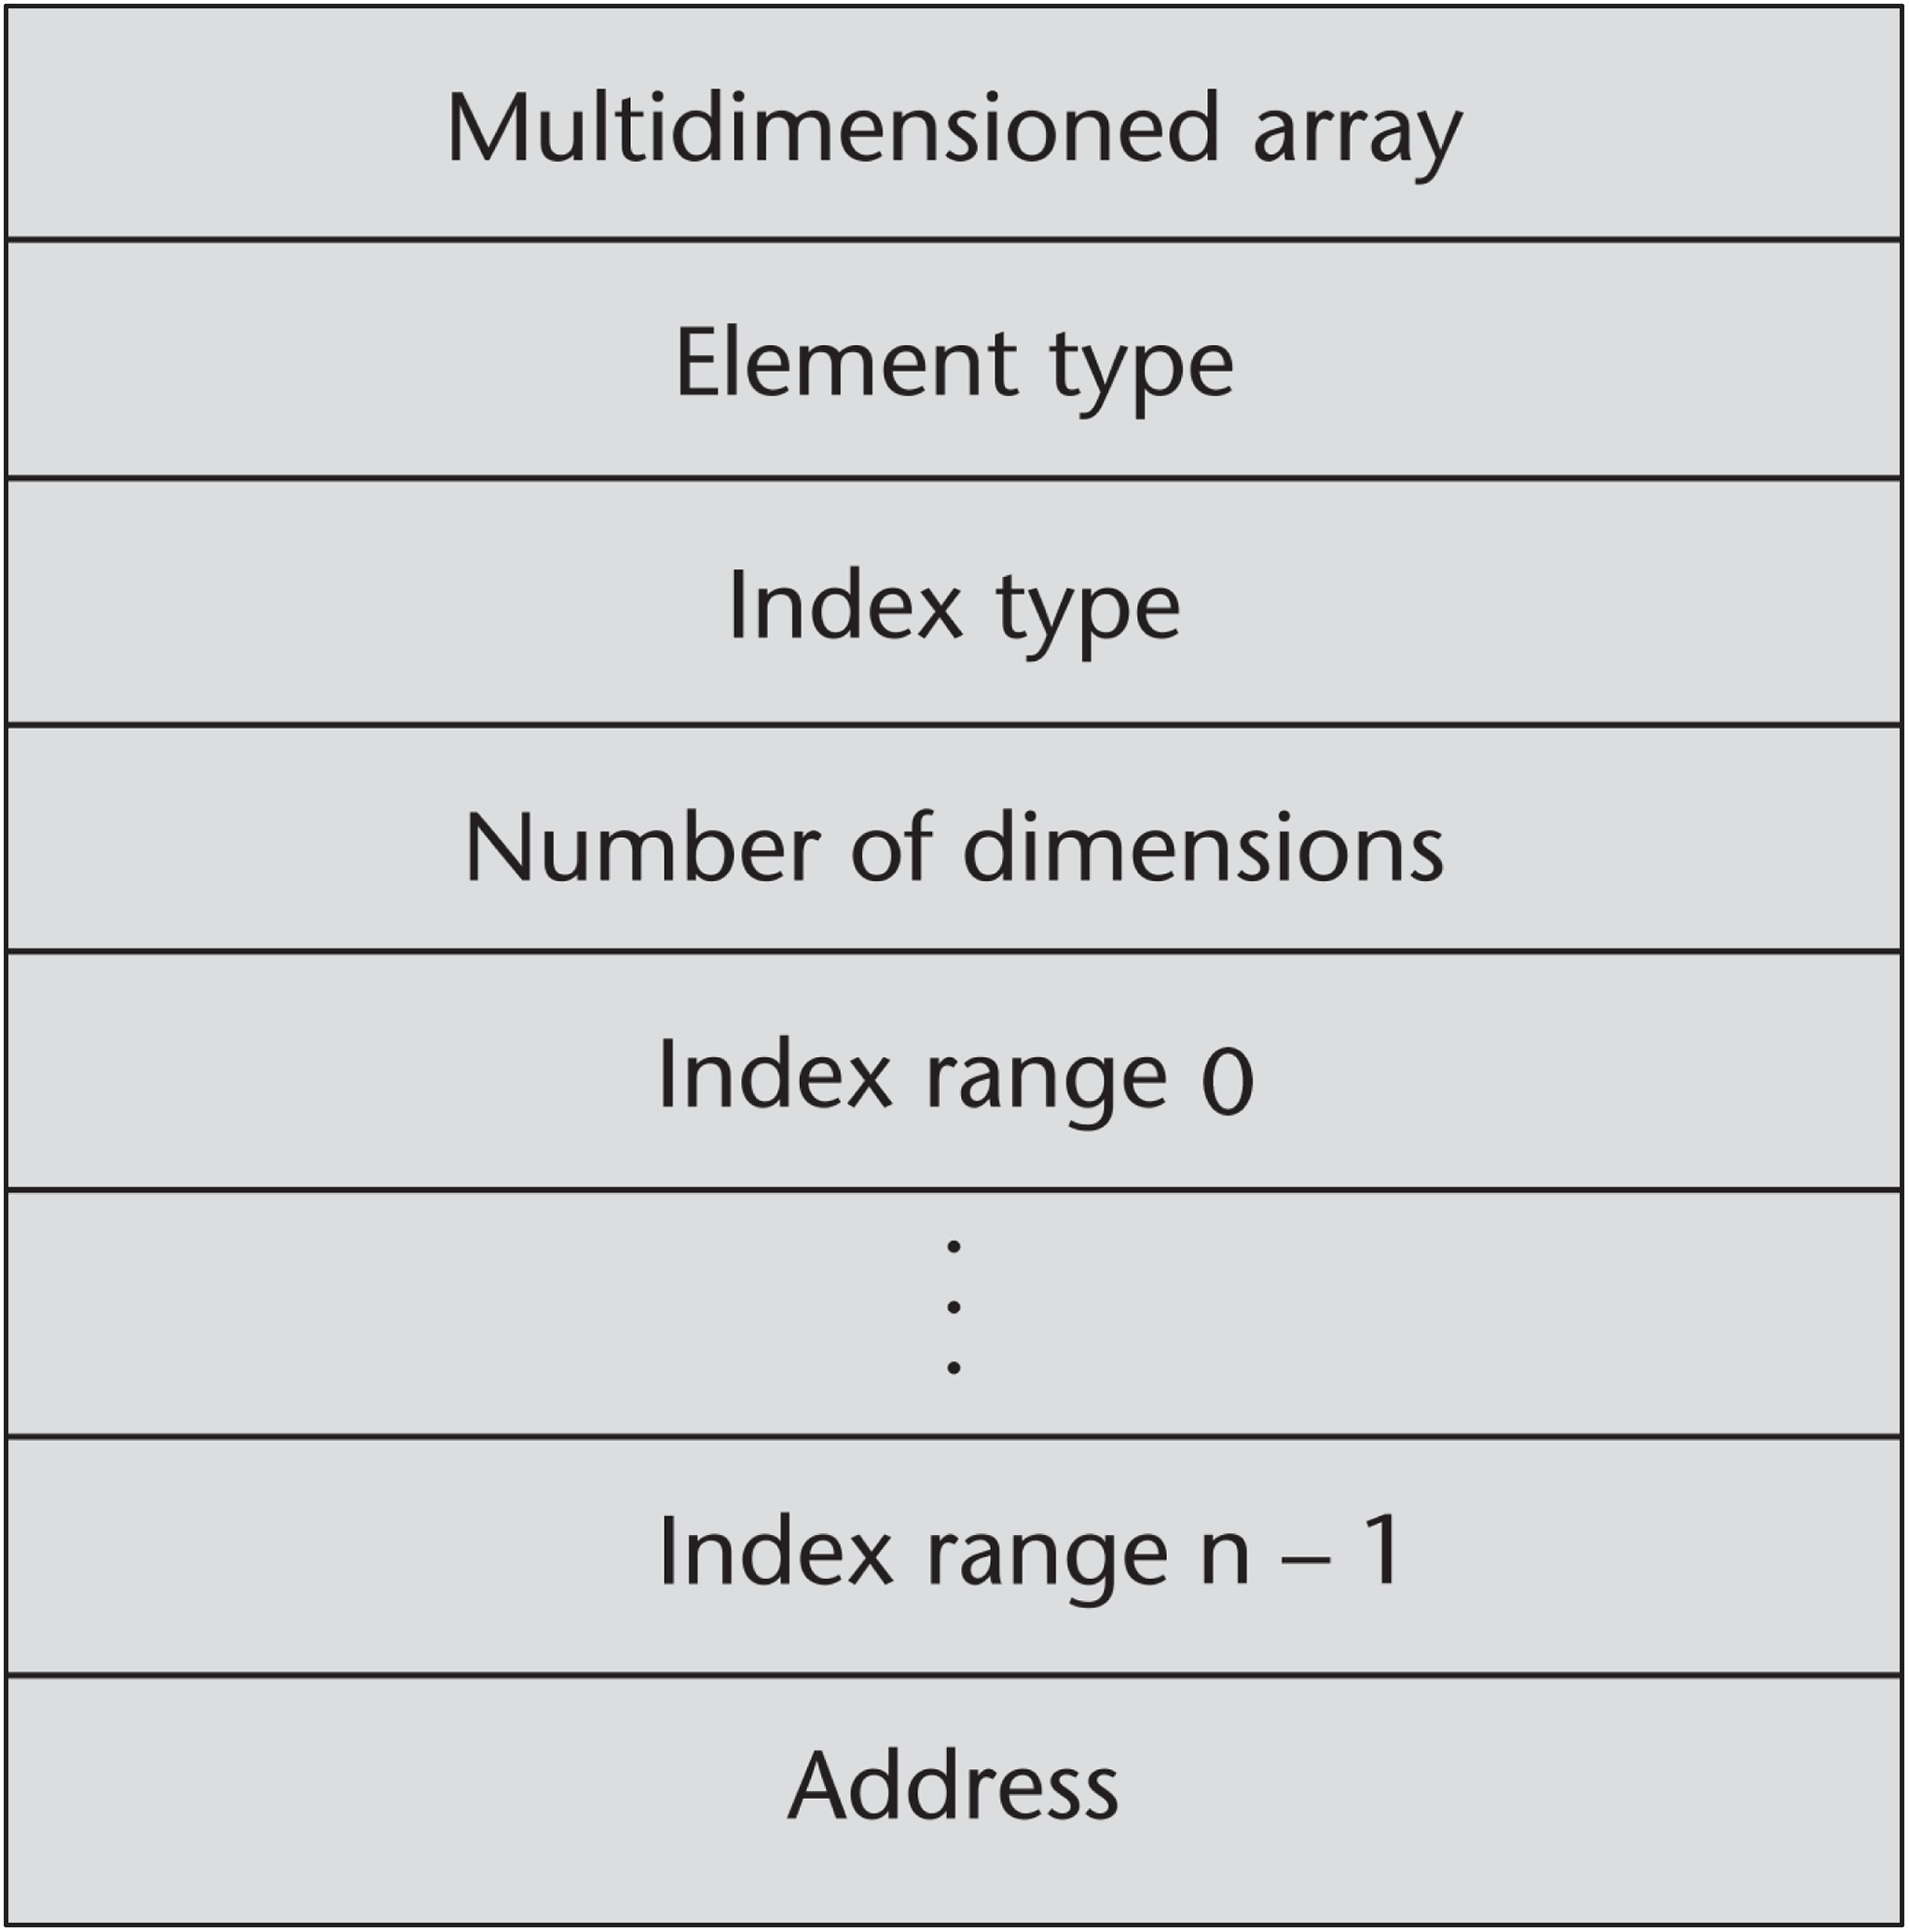 Multidimensioned array
Element type
Index type
Number of dimensions
Index range 0
⋮
Index range n – 1
Address